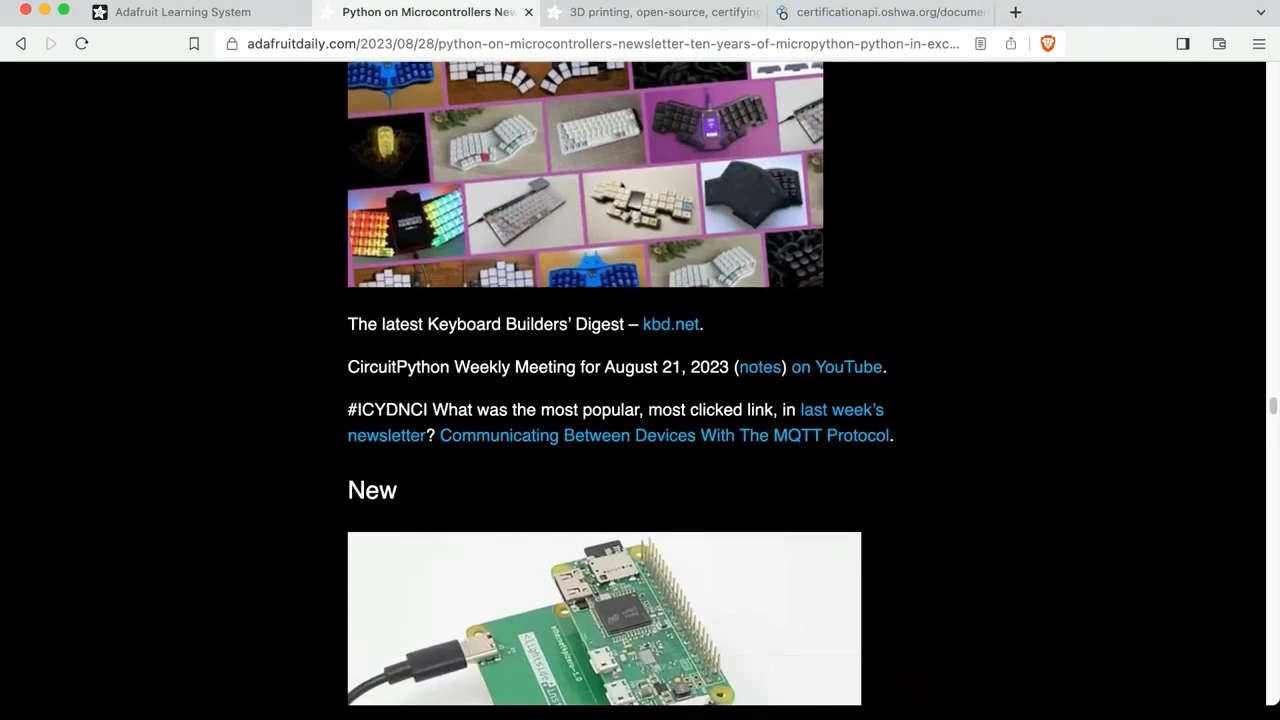 Adafruit Learning System
Python on Microcontrollers New
3D printing, open-source, certifying
certificationapi.oshwa.org/documen
adafruitdaily.com/2023/08/28/python-on-microcontrollers-newsletter-ten-years-of-micropython-python-in-exc...
The latest Keyboard Builders' Digest – kbd.net.
CircuitPython Weekly Meeting for August 21, 2023 (notes) on YouTube.
#ICYDNCI What was the most popular, most clicked link, in last week's
newsletter? Communicating Between Devices With The MQTT Protocol.
New